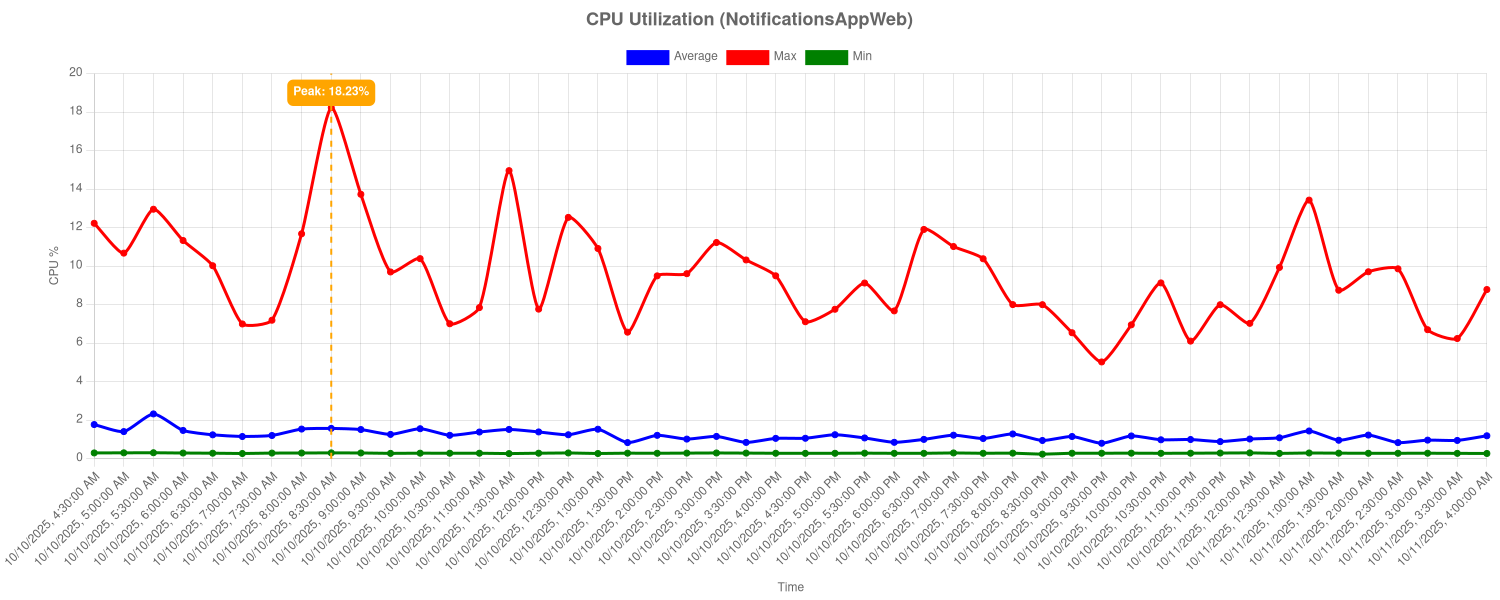 CPU Utilization (NotificationsAppWeb)
Average
Max
Min
Peak: 18.23%
20
18
16
14
12
10
8
6
4
2
0
CPU %
10/10/2025, 4:30:00 AM
10/10/2025, 5:00:00 AM
10/10/2025, 5:30:00 AM
10/10/2025, 6:00:00 AM
10/10/2025, 6:30:00 AM
10/10/2025, 7:00:00 AM
10/10/2025, 7:30:00 AM
10/10/2025, 8:00:00 AM
10/10/2025, 8:30:00 AM
10/10/2025, 9:00:00 AM
10/10/2025, 9:30:00 AM
10/10/2025, 10:00:00 AM
10/10/2025, 10:30:00 AM
10/10/2025, 11:00:00 AM
10/10/2025, 11:30:00 AM
10/10/2025, 12:00:00 PM
10/10/2025, 12:30:00 PM
10/10/2025, 1:00:00 PM
10/10/2025, 1:30:00 PM
10/10/2025, 2:00:00 PM
10/10/2025, 2:30:00 PM
10/10/2025, 3:00:00 PM
10/10/2025, 3:30:00 PM
10/10/2025, 4:00:00 PM
10/10/2025, 4:30:00 PM
10/10/2025, 5:00:00 PM
10/10/2025, 5:30:00 PM
10/10/2025, 6:00:00 PM
10/10/2025, 6:30:00 PM
10/10/2025, 7:00:00 PM
10/10/2025, 7:30:00 PM
10/10/2025, 8:00:00 PM
10/10/2025, 8:30:00 PM
10/10/2025, 9:00:00 PM
10/10/2025, 9:30:00 PM
10/10/2025, 10:00:00 PM
10/10/2025, 10:30:00 PM
10/10/2025, 11:00:00 PM
10/10/2025, 11:30:00 PM
10/11/2025, 12:00:00 AM
10/11/2025, 12:30:00 AM
10/11/2025, 1:00:00 AM
10/11/2025, 1:30:00 AM
10/11/2025, 2:00:00 AM
10/11/2025, 2:30:00 AM
10/11/2025, 3:00:00 AM
10/11/2025, 3:30:00 AM
10/11/2025, 4:00:00 AM
Time